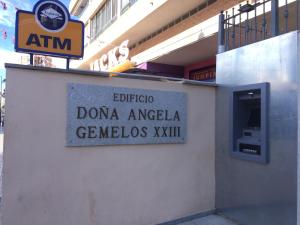 ATM
EDIFICIO
DOÑA ANGELA
GEMELOS XXIII